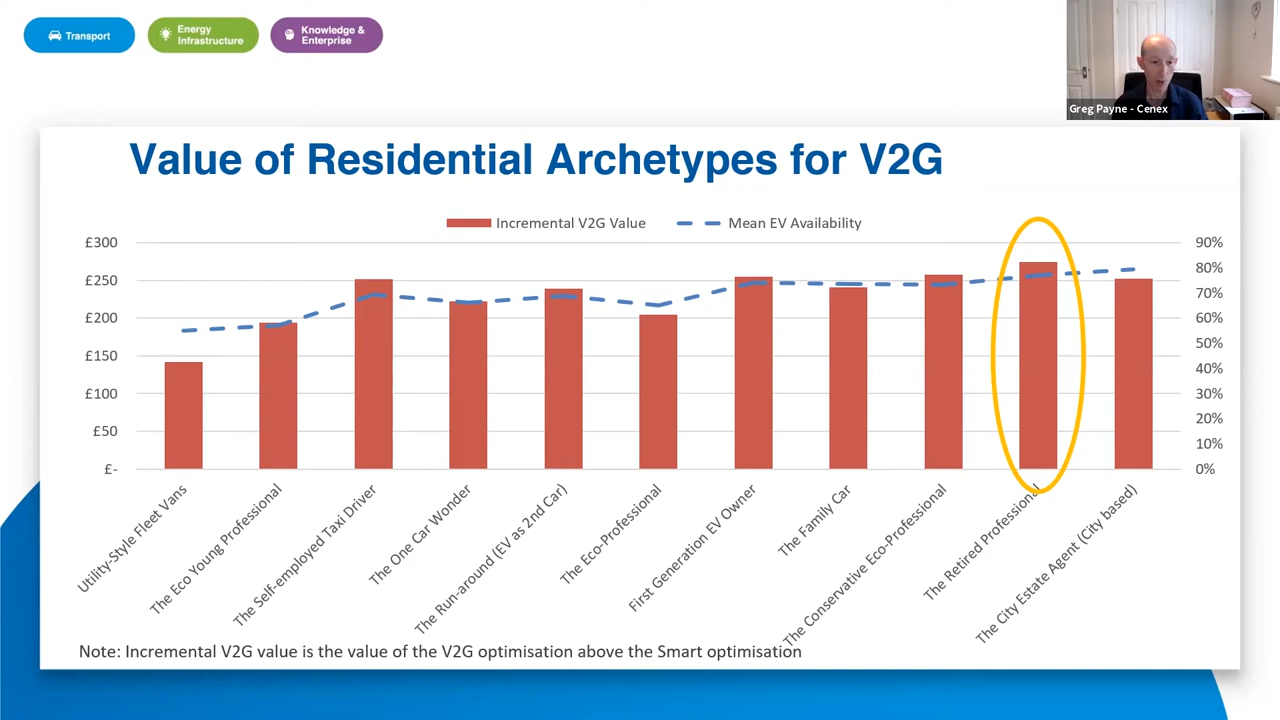 Transport
Energy
Infrastructure
Knowledge &
Enterprise
Greg Payne - Cenex
Value of Residential Archetypes for V2G
Incremental V2G Value
Mean EV Availability
£300
£250
£200
£150
£100
£50
£-
90%
80%
70%
60%
50%
40%
30%
20%
10%
0%
Utility-Style Fleet Vans
The Eco Young Professional
The Self-employed Taxi Driver
The One Car Wonder
The Run-around (EV as 2nd Car)
The Eco-Professional
First Generation EV Owner
The Family Car
The Conservative Eco-Professional
The Retired Professional
The City Estate Agent (City based)
Note: Incremental V2G value is the value of the V2G optimisation above the Smart optimisation